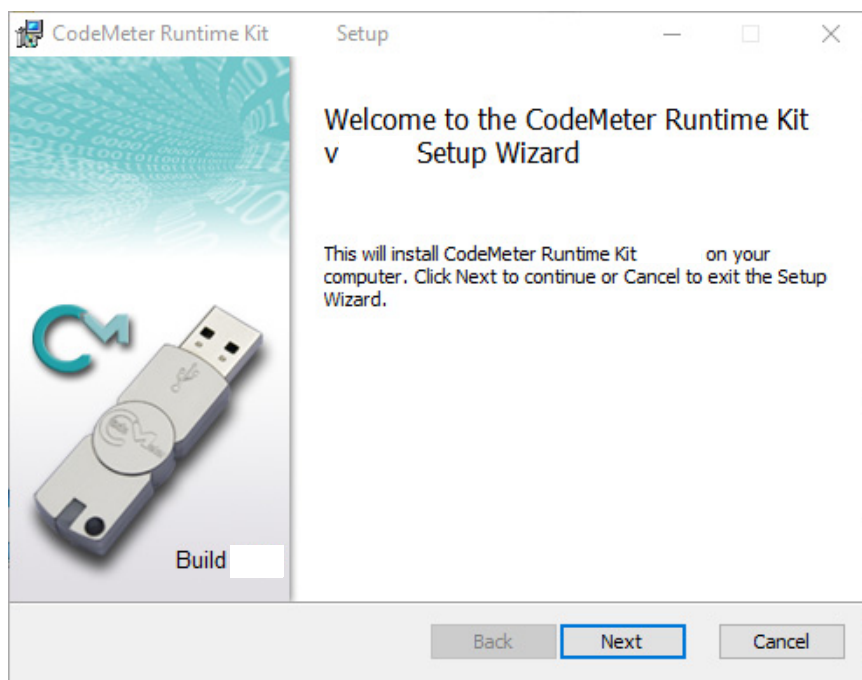 CodeMeter Runtime Kit Setup
Welcome to the CodeMeter Runtime Kit
v Setup Wizard
This will install CodeMeter Runtime Kit on your
computer. Click Next to continue or Cancel to exit the Setup
Wizard.
CM
Build
Back Next Cancel